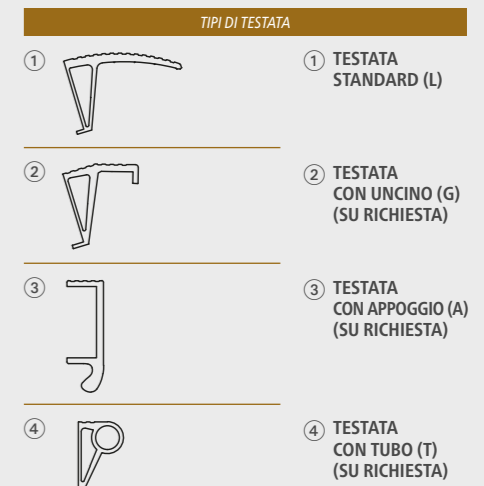 TIPI DI TESTATA
1
1 TESTATA
STANDARD (L)
2
2 TESTATA
CON UNCINO (G)
(SU RICHIESTA)
3
3 TESTATA
CON APPOGGIO (A)
(SU RICHIESTA)
4
4 TESTATA
CON TUBO (T)
(SU RICHIESTA)